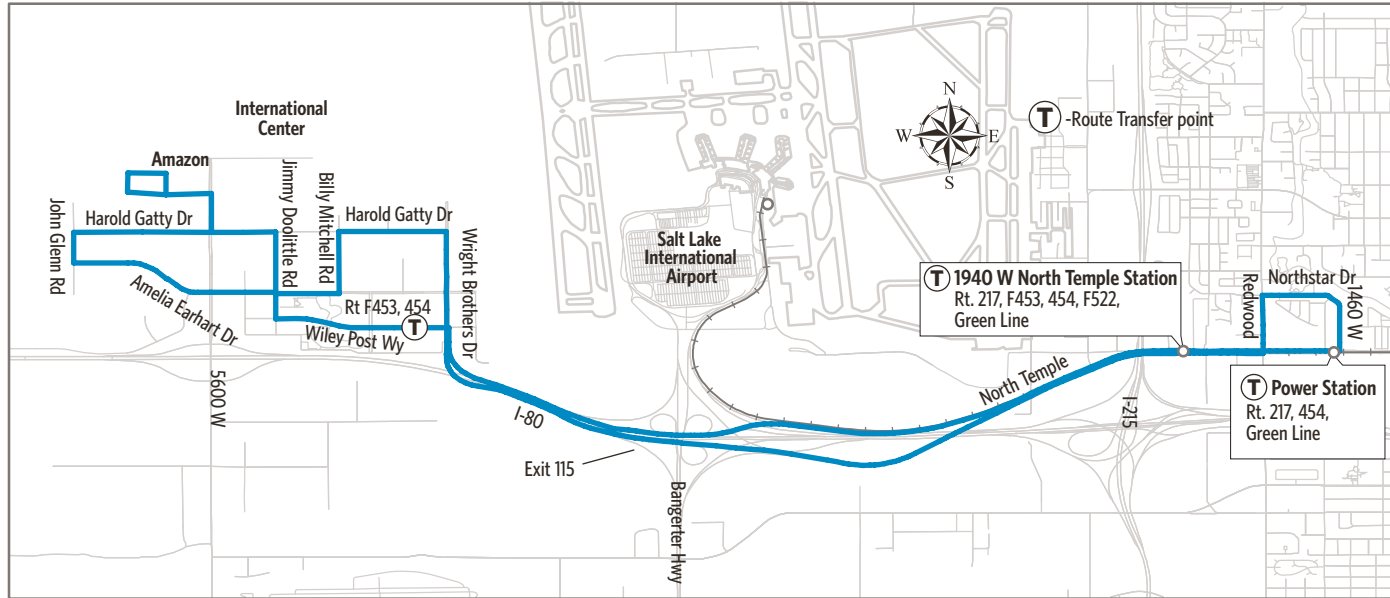 International
Center
Amazon
John Glenn Rd
Harold Gatty Dr
Jimmy Doolittle Rd
Billy Mitchell Rd
Harold Gatty Dr
Wright Brothers Dr
Amelia Earhart Dr
Rt F453, 454
T
Wiley Post Wy
5600 W
I-80
Exit 115
Bangerter Hwy
Salt Lake
International
Airport
N
W
E
S
T -Route Transfer point
T 1940 W North Temple Station
Rt. 217, F453, 454, F522,
Green Line
North Temple
I-215
Redwood
Northstar Dr
1460 W
T Power Station
Rt. 217, 454,
Green Line